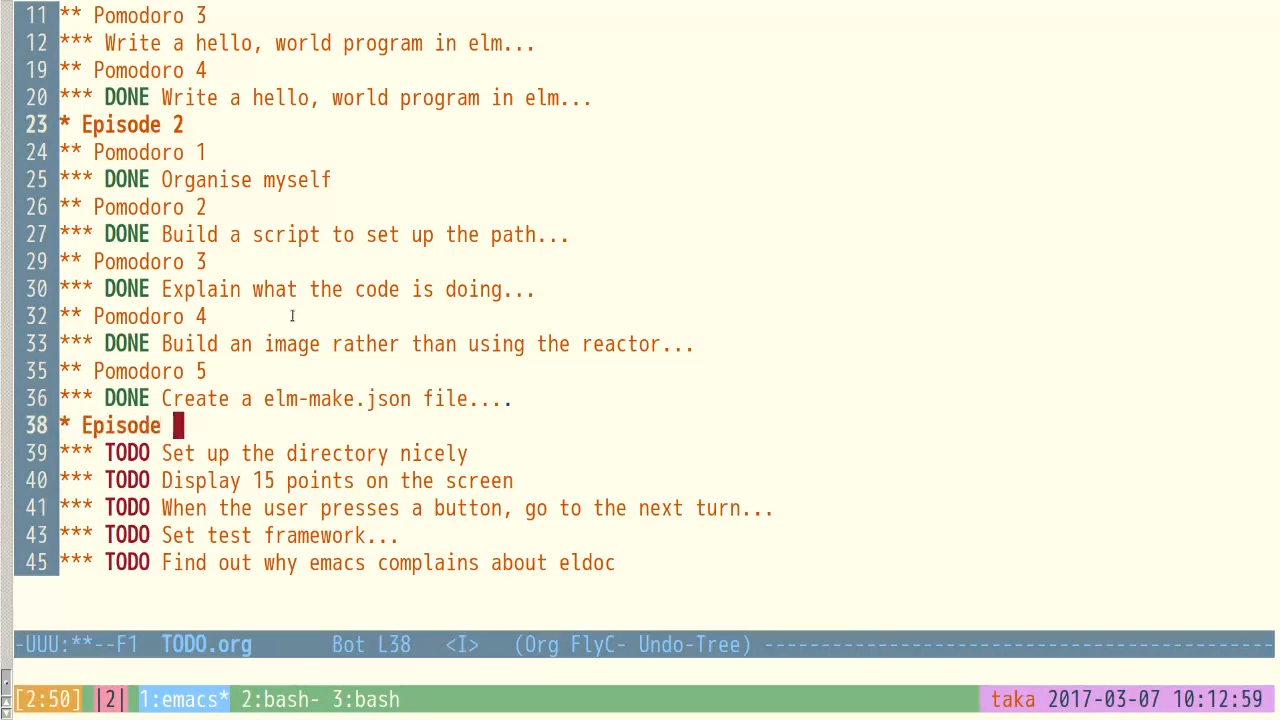 11 ** Pomodoro 3
12 *** Write a hello, world program in elm...
19 ** Pomodoro 4
20 *** DONE Write a hello, world program in elm...
23 * Episode 2
24 ** Pomodoro 1
25 *** DONE Organise myself
26 ** Pomodoro 2
27 *** DONE Build a script to set up the path...
29 ** Pomodoro 3
30 *** DONE Explain what the code is doing...
32 ** Pomodoro 4
33 *** DONE Build an image rather than using the reactor...
35 ** Pomodoro 5
36 *** DONE Create a elm-make.json file....
38 * Episode
39 *** TODO Set up the directory nicely
40 *** TODO Display 15 points on the screen
41 *** TODO When the user presses a button, go to the next turn...
43 *** TODO Set test framework...
45 *** TODO Find out why emacs complains about eldoc
-UUU:**--F1 TODO.org Bot L38 <I> (Org FlyC- Undo-Tree) ---------------------------------------------
[2:50] |2| 1:emacs* 2:bash- 3:bash taka 2017-03-07 10:12:59